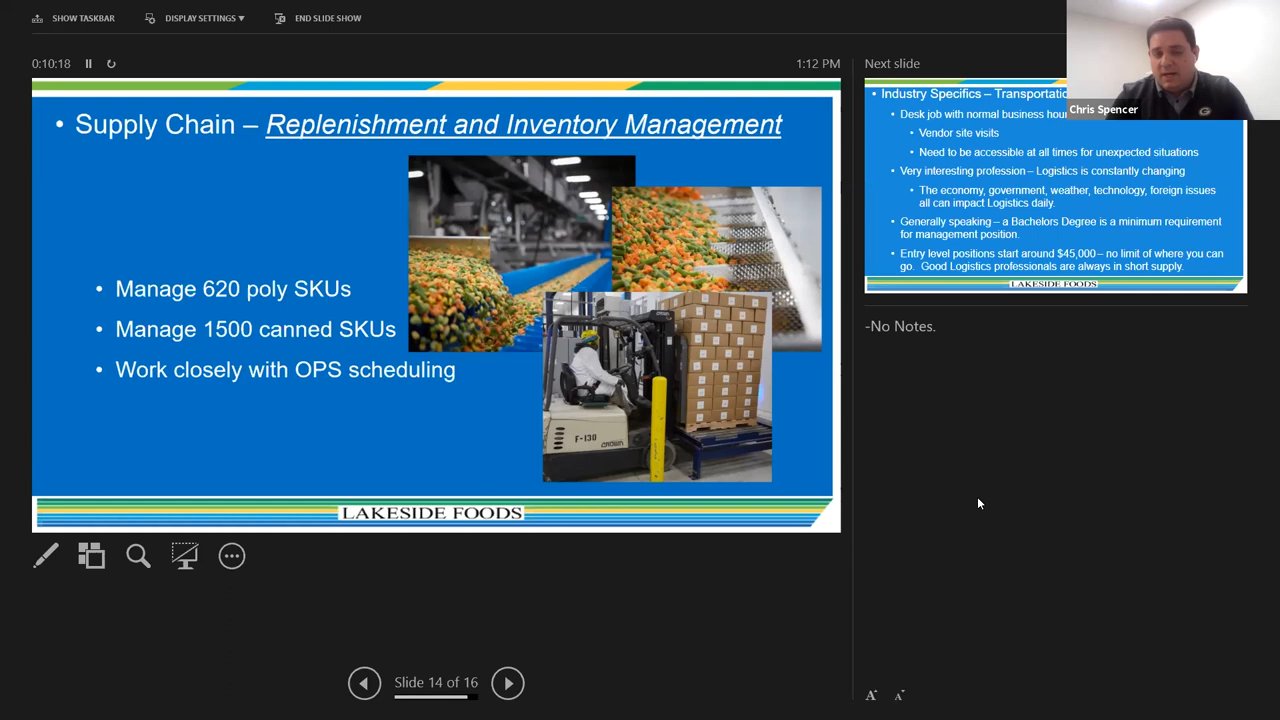 SHOW TASKBAR
DISPLAY SETTINGS ▼
END SLIDE SHOW
0:10:18
1:12 PM
• Supply Chain – Replenishment and Inventory Management
• Manage 620 poly SKUs
• Manage 1500 canned SKUs
• Work closely with OPS scheduling
F-130
CROWN
LAKESIDE FOODS
Slide 14 of 16
Next slide
Chris Spencer
G
• Industry Specifics – Transportatio
• Desk job with normal business hour
• Vendor site visits
• Need to be accessible at all times for unexpected situations
• Very interesting profession – Logistics is constantly changing
• The economy, government, weather, technology, foreign issues
all can impact Logistics daily.
• Generally speaking – a Bachelors Degree is a minimum requirement
for management position.
• Entry level positions start around $45,000 – no limit of where you can
go. Good Logistics professionals are always in short supply.
LAKESIDE FOODS
-No Notes.
A A